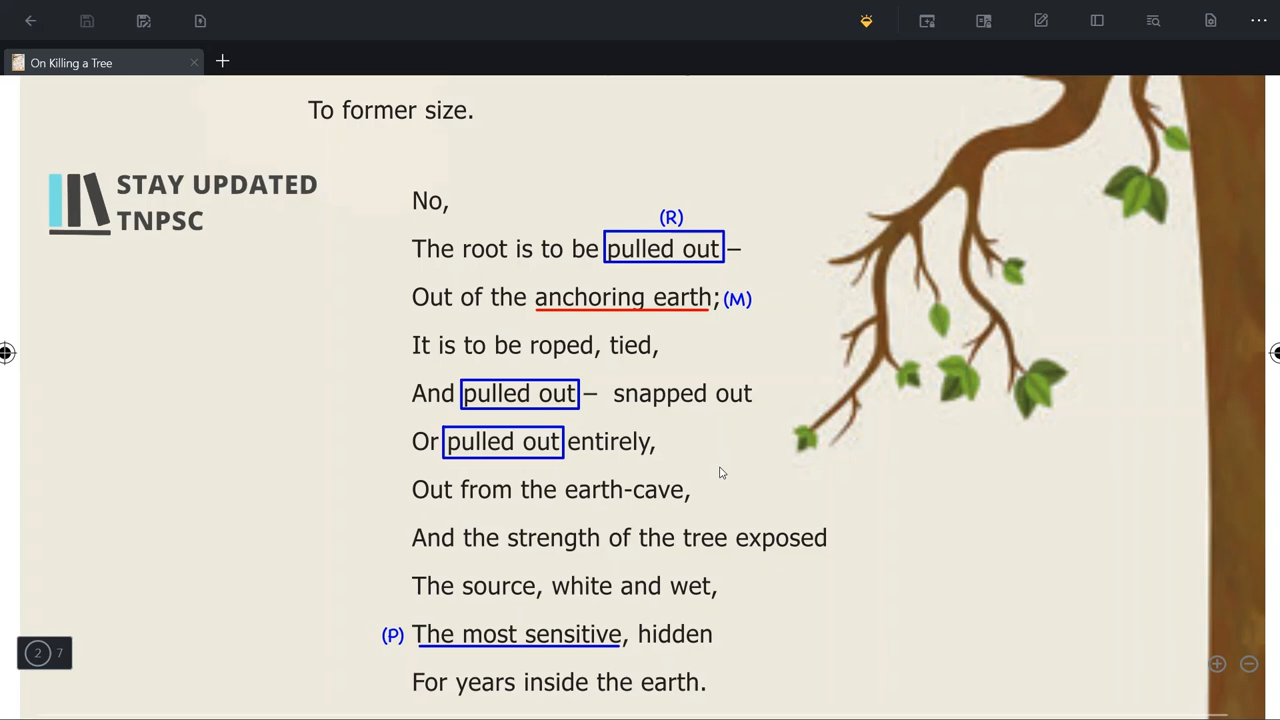 On Killing a Tree
To former size.
STAY UPDATED
TNPSC
No,
(R)
The root is to be pulled out –
Out of the anchoring earth; (M)
It is to be roped, tied,
And pulled out – snapped out
Or pulled out entirely,
Out from the earth-cave,
And the strength of the tree exposed
The source, white and wet,
(P) The most sensitive, hidden
For years inside the earth.
2 7